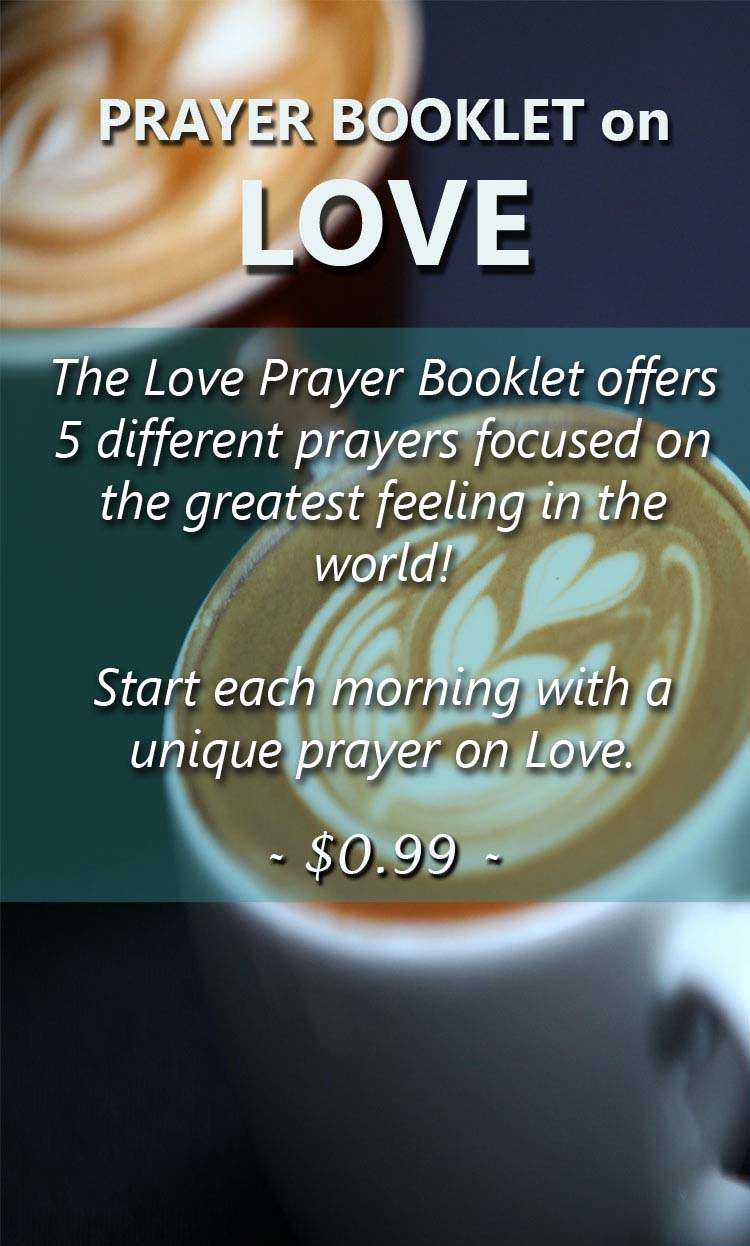 PRAYER BOOKLET on
LOVE
The Love Prayer Booklet offers
5 different prayers focused on
the greatest feeling in the
world!
Start each morning with a
unique prayer on Love.
~ $0.99 ~